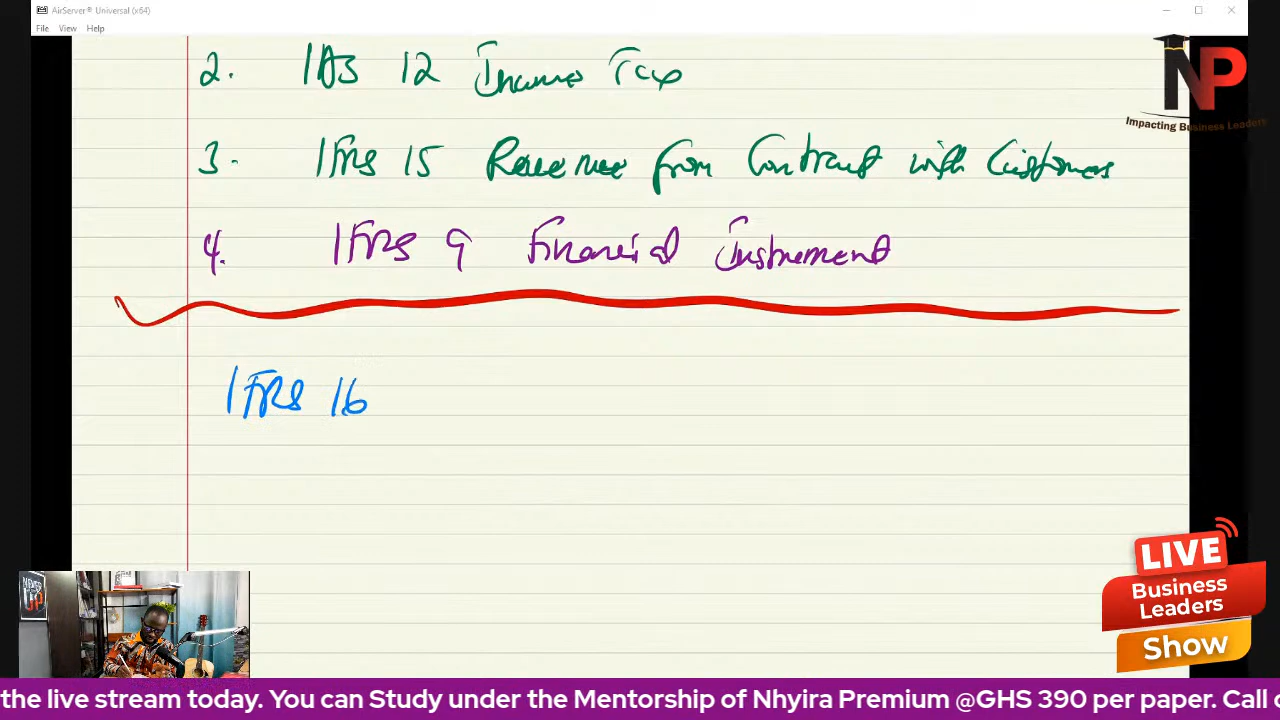 AirServer® Universal (x64)
File View Help
2. IAS 12 Income Tax
3. IFRS 15 Revenue from Contract with Customers
4. IFRS 9 Financial Instrument
IFRS 16
NP
Impacting Business Leaders
UP
LIVE
Business
Leaders
Show
the live stream today. You can Study under the Mentorship of Nhyira Premium @GHS 390 per paper. Call